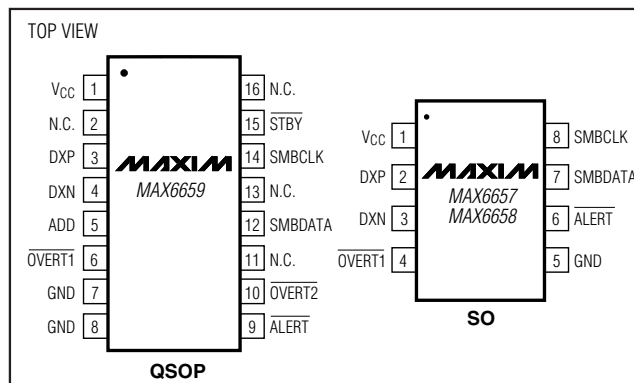 TOP VIEW
VCC 1
N.C. 2
DXP 3
DXN 4
ADD 5
OVERT1 6
GND 7
GND 8
16 N.C.
15 STBY
14 SMBCLK
13 N.C.
12 SMBDATA
11 N.C.
10 OVERT2
9 ALERT
MAXIM
MAX6659
QSOP
VCC 1
DXP 2
DXN 3
OVERT1 4
8 SMBCLK
7 SMBDATA
6 ALERT
5 GND
MAXIM
MAX6657
MAX6658
SO